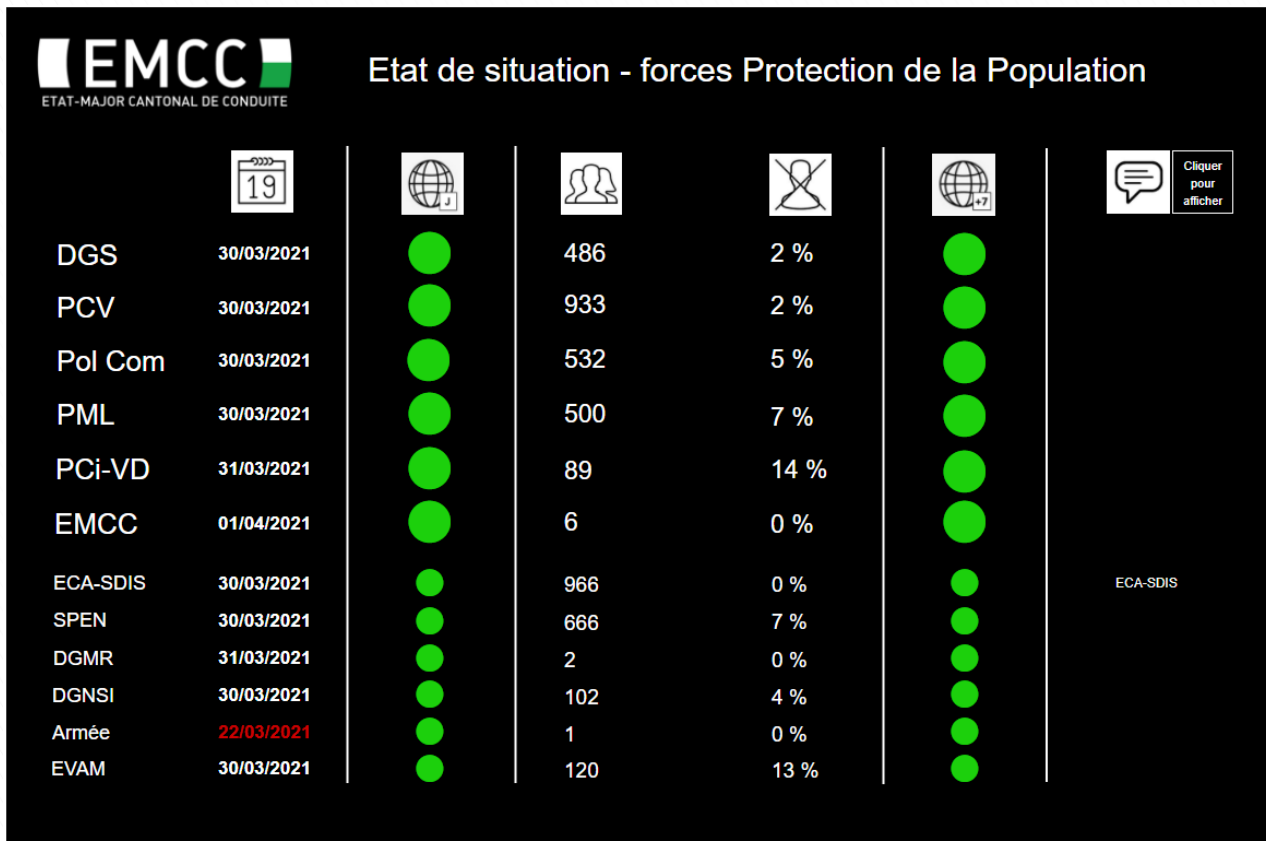 EMCC
ETAT-MAJOR CANTONAL DE CONDUITE
Etat de situation - forces Protection de la Population
19
J
+7
Cliquer
pour
afficher
DGS 30/03/2021 486 2 %
PCV 30/03/2021 933 2 %
Pol Com 30/03/2021 532 5 %
PML 30/03/2021 500 7 %
PCi-VD 31/03/2021 89 14 %
EMCC 01/04/2021 6 0 %
ECA-SDIS 30/03/2021 966 0 % ECA-SDIS
SPEN 30/03/2021 666 7 %
DGMR 31/03/2021 2 0 %
DGNSI 30/03/2021 102 4 %
Armée 22/03/2021 1 0 %
EVAM 30/03/2021 120 13 %